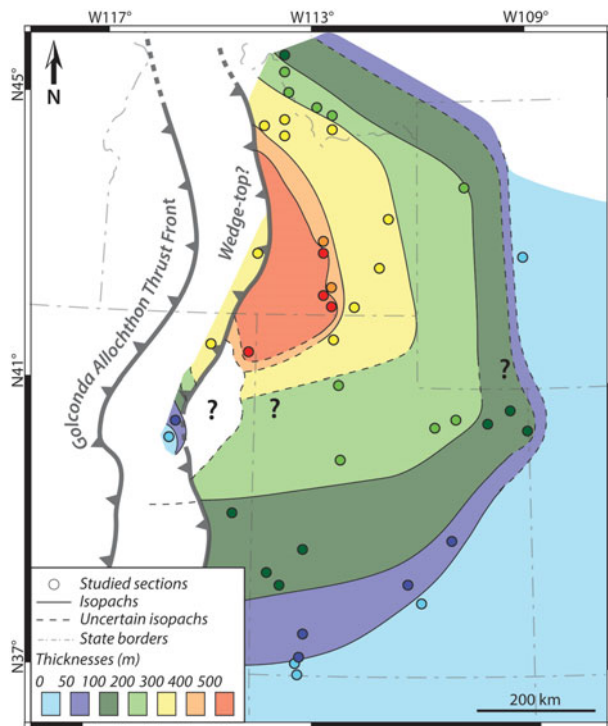 W117° W113° W109°
N45°
N
Golconda Allochthon Thrust Front
Wedge-top?
N41°
? ? ?
Studied sections
Isopachs
Uncertain isopachs
State borders
Thicknesses (m)
0 50 100 200 300 400 500
N37°
200 km